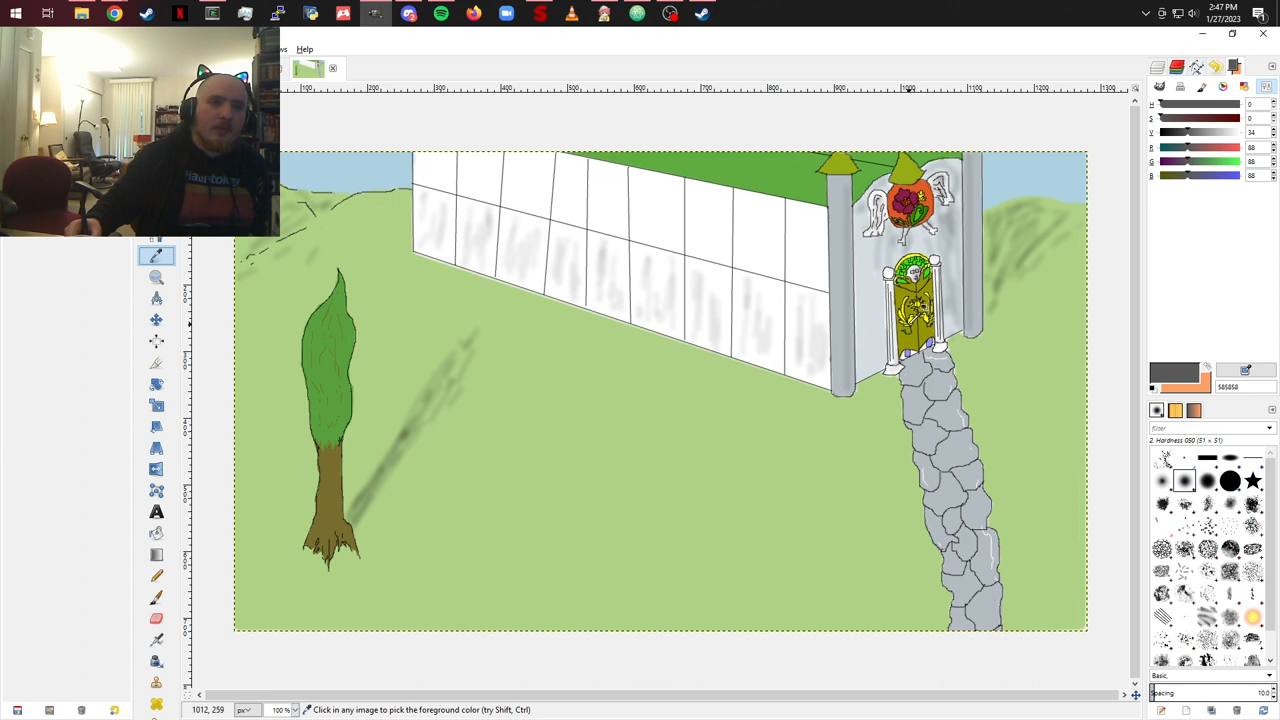 2:47 PM
1/27/2023
Help
100
200
300
400
500
600
700
800
900
1000
1100
1200
1300
H
0
S
0
V
34
R
88
G
88
B
88
585858
filter
2. Hardness 050 (51 × 51)
Basic,
Spacing
10.0
1012, 259
px
100 %
Click in any image to pick the foreground color (try Shift, Ctrl)